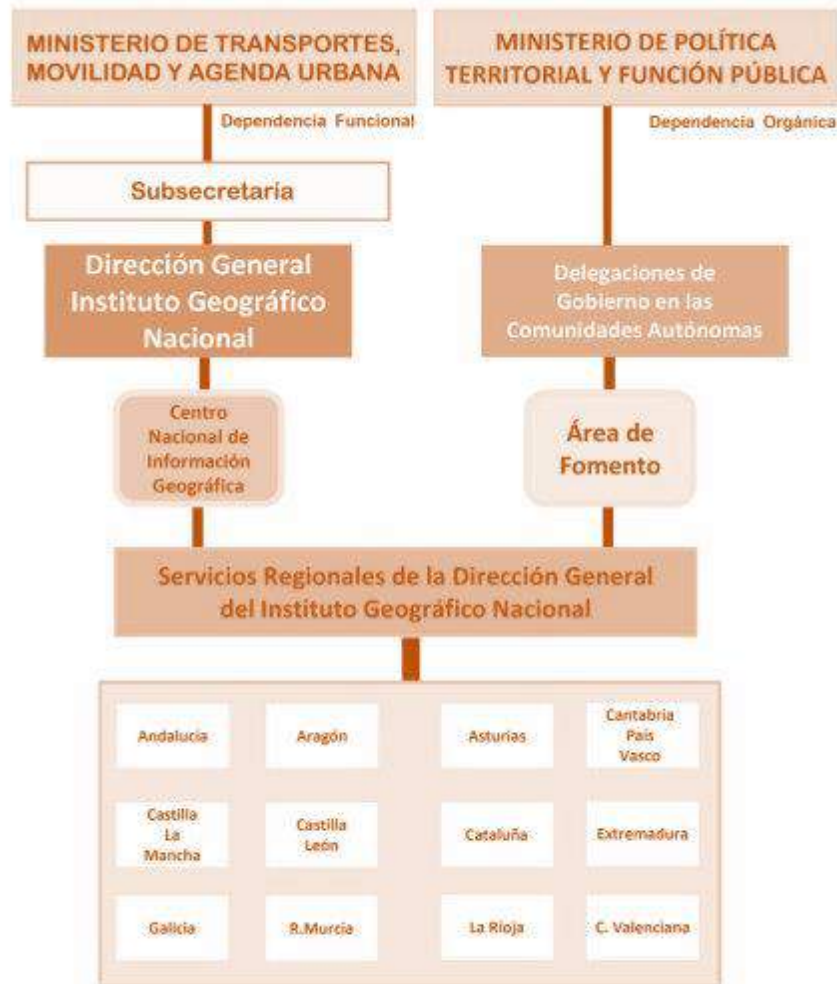 MINISTERIO DE TRANSPORTES,
MOVILIDAD Y AGENDA URBANA
MINISTERIO DE POLÍTICA
TERRITORIAL Y FUNCIÓN PÚBLICA
Dependencia Funcional
Dependencia Orgánica
Subsecretaría
Dirección General
Instituto Geográfico
Nacional
Delegaciones de
Gobierno en las
Comunidades Autónomas
Centro
Nacional de
Información
Geográfica
Área de
Fomento
Servicios Regionales de la Dirección General
del Instituto Geográfico Nacional
Andalucía
Aragón
Asturias
Cantabria
País
Vasco
Castilla
La
Mancha
Castilla
León
Cataluña
Extremadura
Galicia
R.Murcia
La Rioja
C. Valenciana